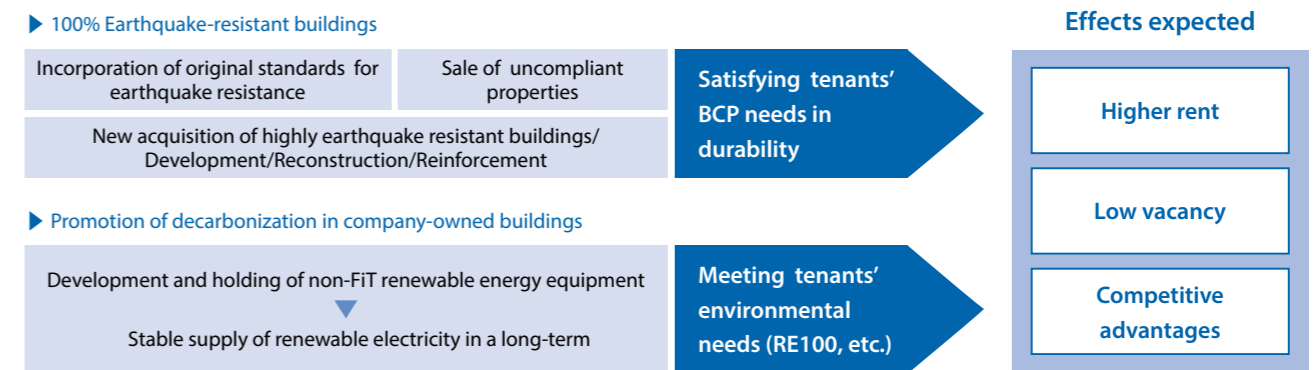 100% Earthquake-resistant buildings
Incorporation of original standards for
earthquake resistance
Sale of uncompliant
properties
New acquisition of highly earthquake resistant buildings/
Development/Reconstruction/Reinforcement
Satisfying tenants’
BCP needs in
durability
Promotion of decarbonization in company-owned buildings
Development and holding of non-FiT renewable energy equipment
Stable supply of renewable electricity in a long-term
Meeting tenants’
environmental
needs (RE100, etc.)
Effects expected
Higher rent
Low vacancy
Competitive
advantages